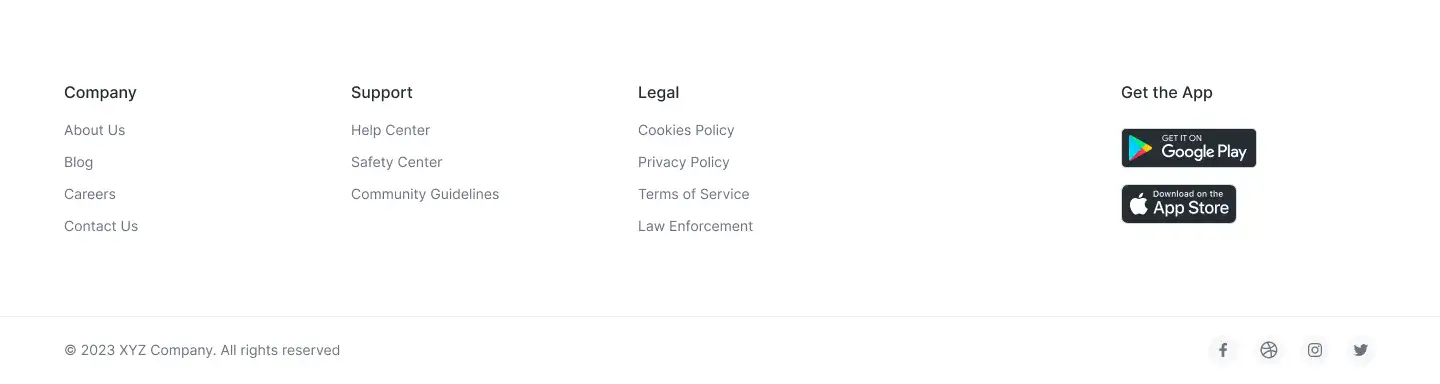 Company
About Us
Blog
Careers
Contact Us
Support
Help Center
Safety Center
Community Guidelines
Legal
Cookies Policy
Privacy Policy
Terms of Service
Law Enforcement
Get the App
GET IT ON
Google Play
Download on the
App Store
© 2023 XYZ Company. All rights reserved